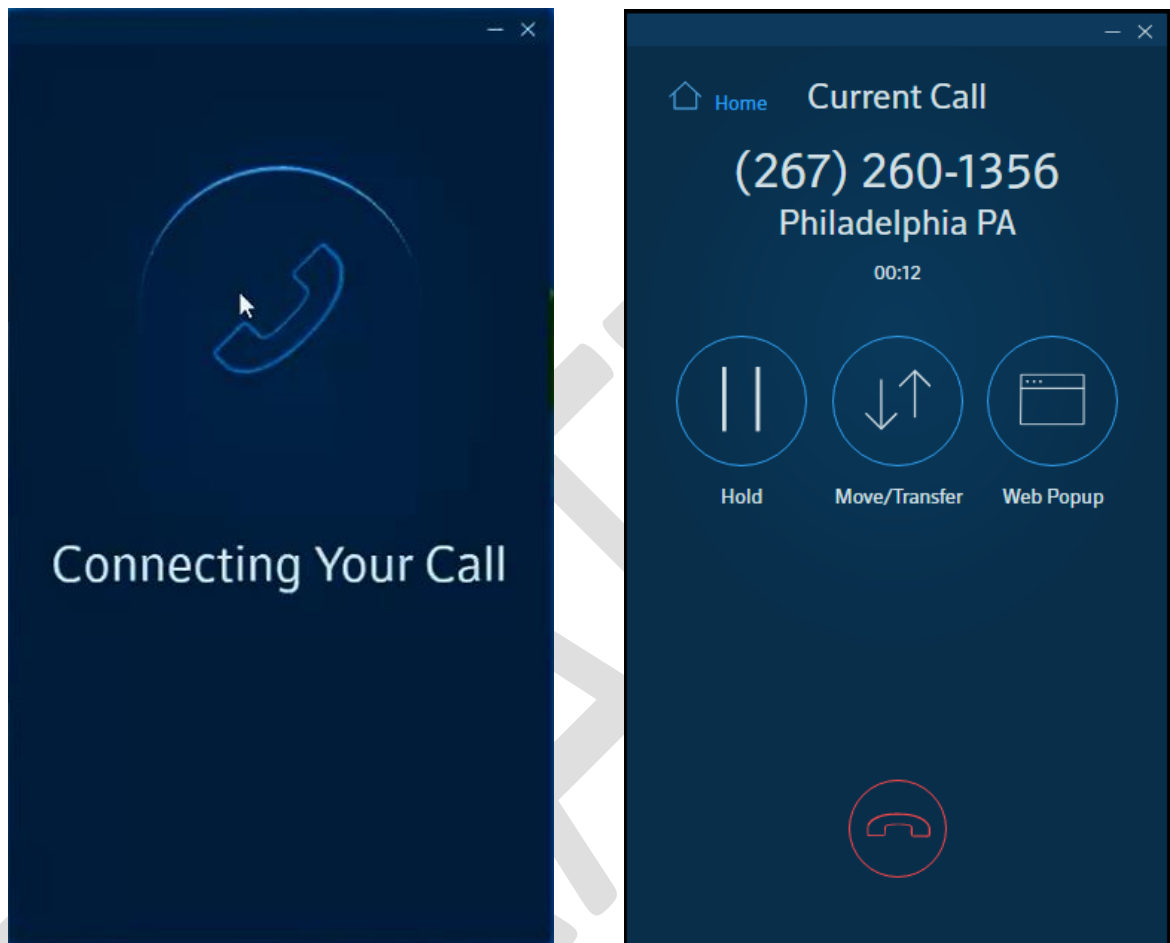 Connecting Your Call
Home
Current Call
(267) 260-1356
Philadelphia PA
00:12
Hold
Move/Transfer
Web Popup